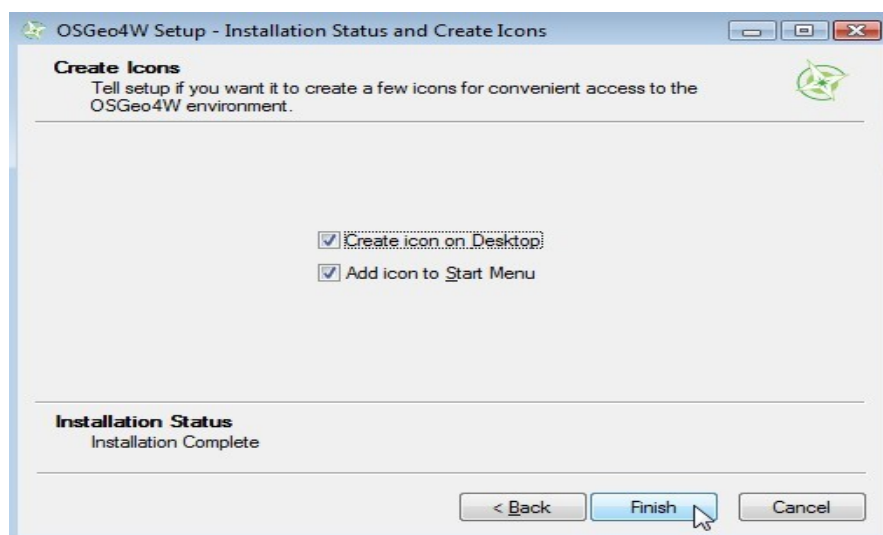 OSGeo4W Setup - Installation Status and Create Icons
Create Icons
Tell setup if you want it to create a few icons for convenient access to the
OSGeo4W environment.
Create icon on Desktop
Add icon to Start Menu
Installation Status
Installation Complete
< Back Finish Cancel